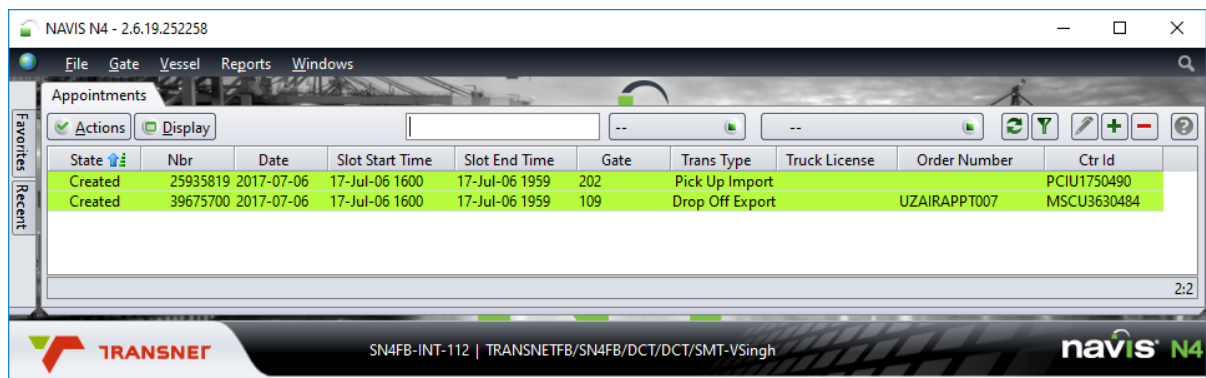 NAVIS N4 - 2.6.19.252258
File Gate Vessel Reports Windows
Appointments
Favorites
Recent
Actions Display -- --
State Nbr Date Slot Start Time Slot End Time Gate Trans Type Truck License Order Number Ctr Id
Created 25935819 2017-07-06 17-Jul-06 1600 17-Jul-06 1959 202 Pick Up Import PCIU1750490
Created 39675700 2017-07-06 17-Jul-06 1600 17-Jul-06 1959 109 Drop Off Export UZAIRAPPT007 MSCU3630484
2:2
TRANSNET SN4FB-INT-112 | TRANSNETFB/SN4FB/DCT/DCT/SMT-VSingh navis N4